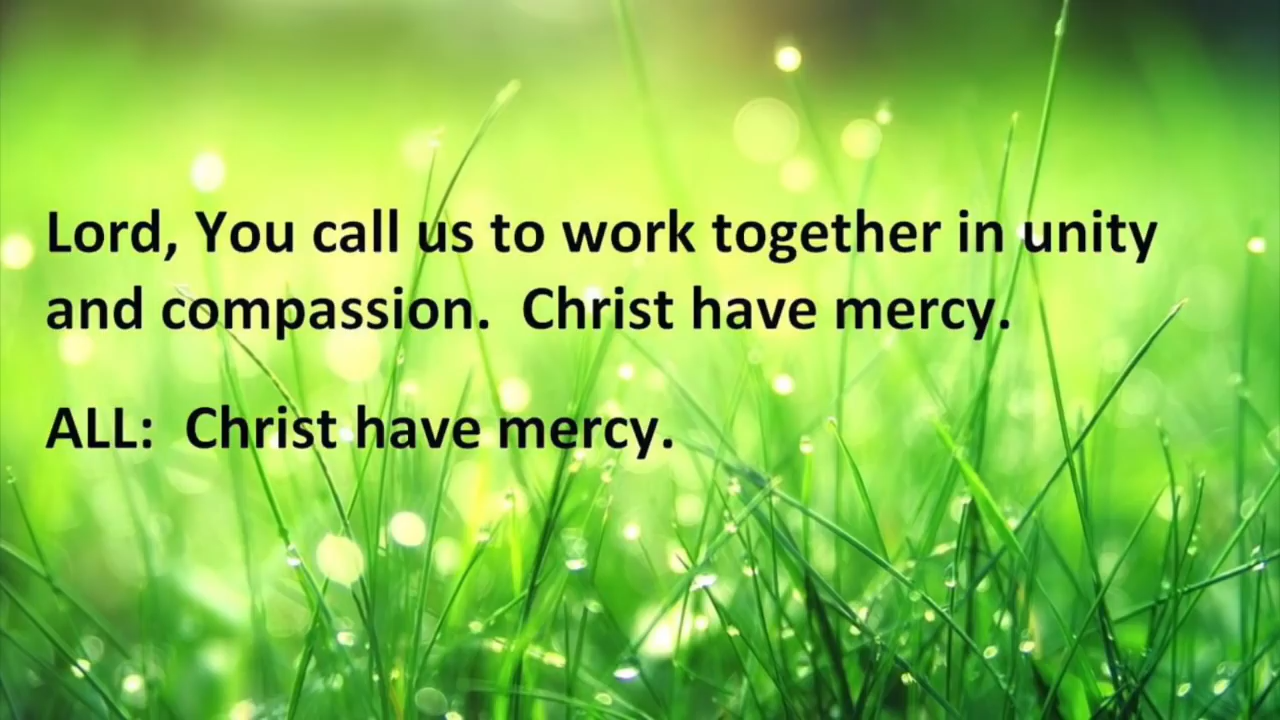 Lord, You call us to work together in unity
and compassion.  Christ have mercy.
ALL:  Christ have mercy.